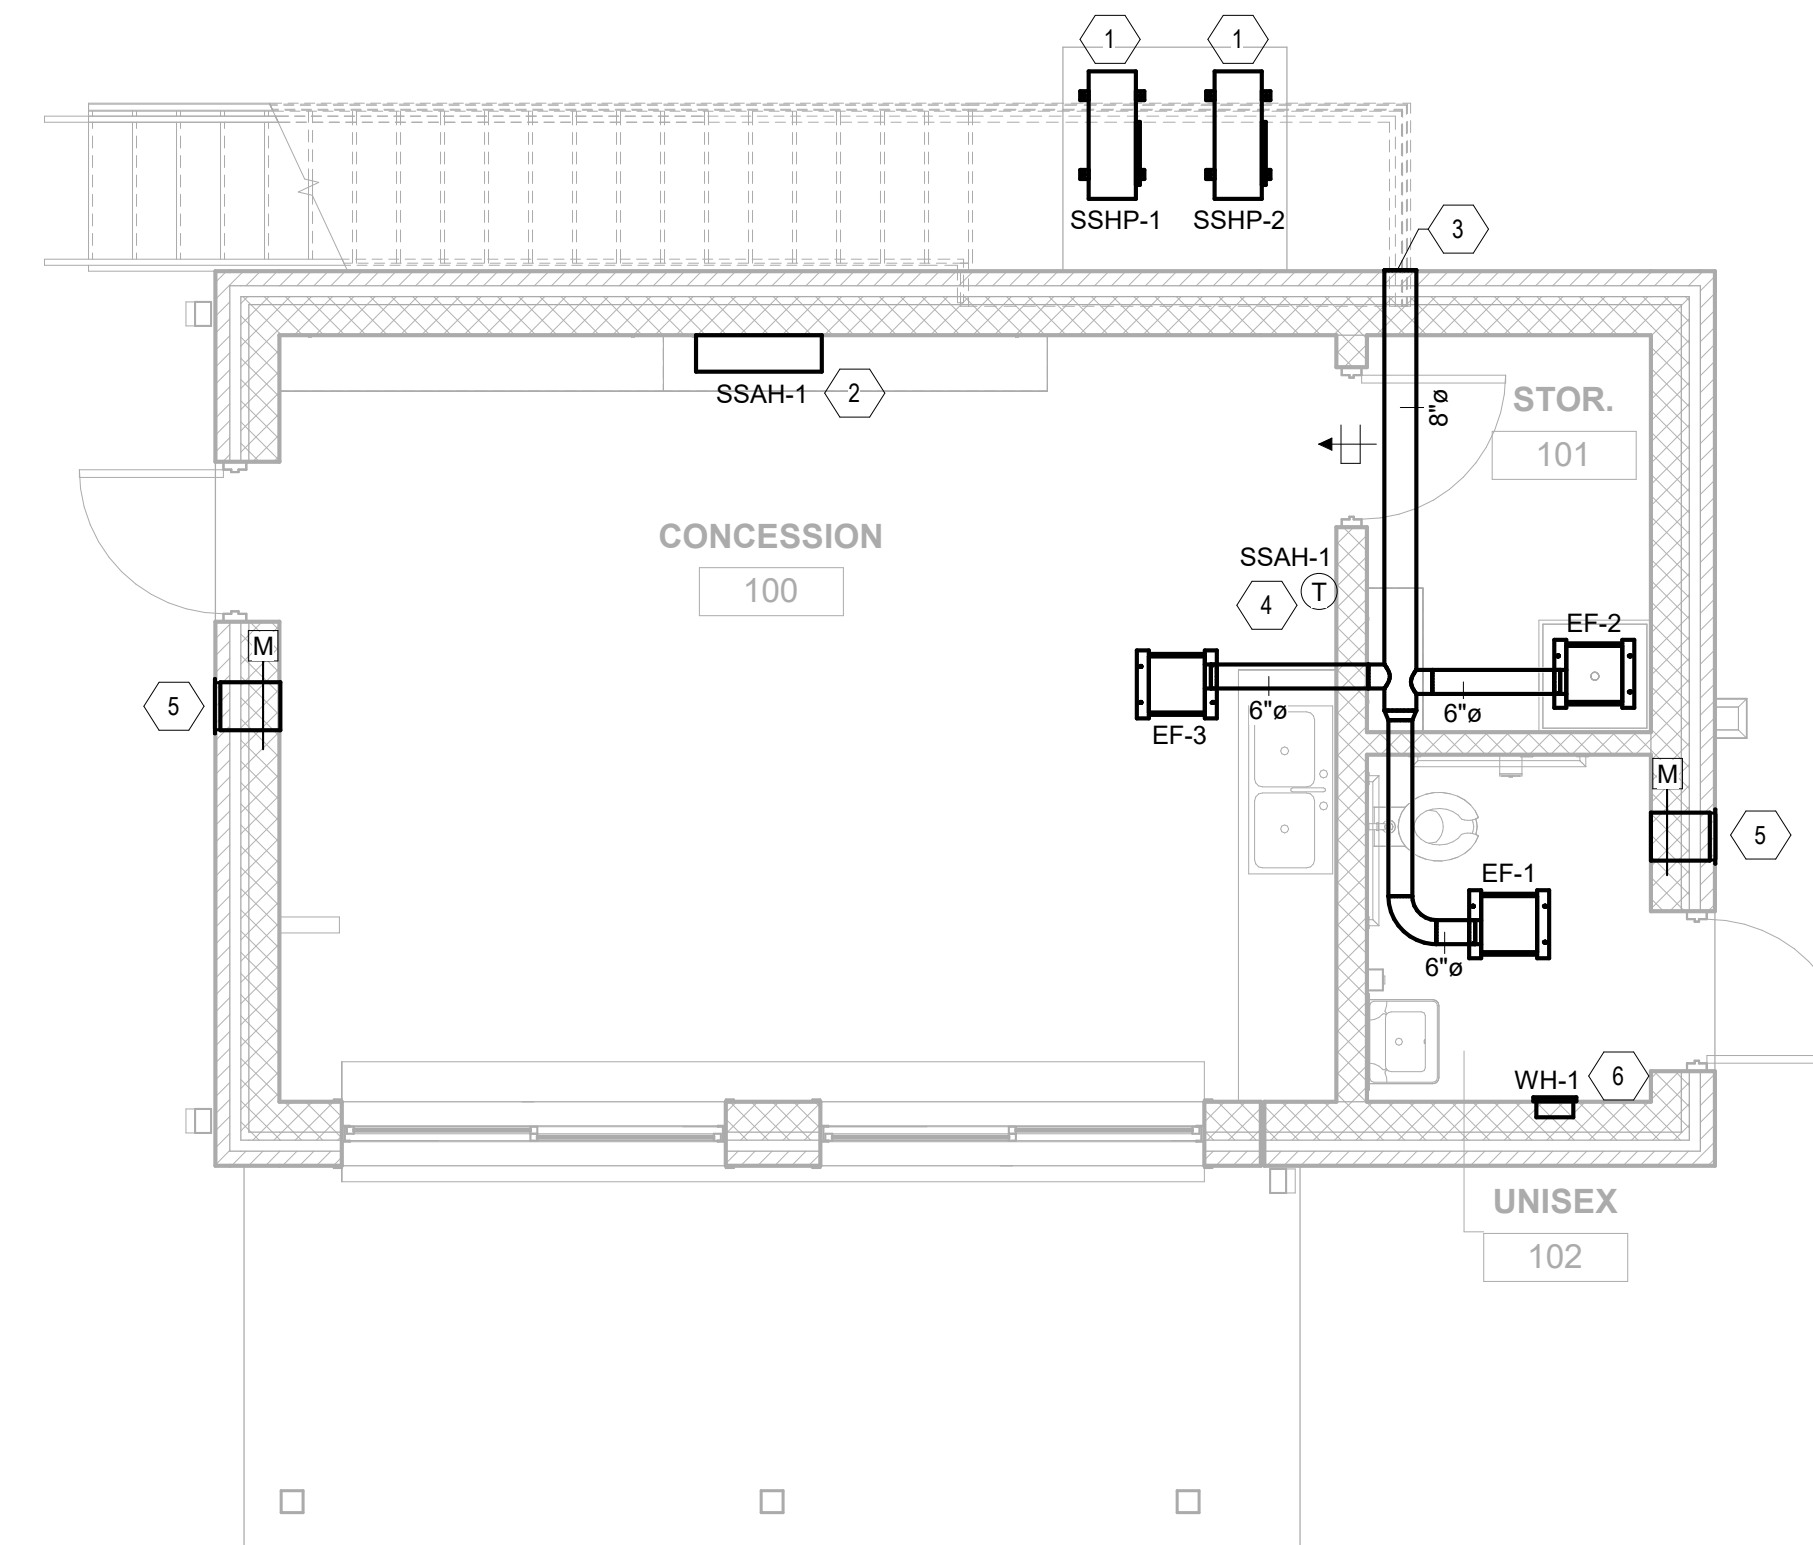 1
1
SSHP-1
SSHP-2
3
SSAH-1
2
8"ø
STOR.
101
CONCESSION
100
SSAH-1
4
T
EF-2
M
5
6"ø
6"ø
EF-3
M
5
EF-1
6"ø
WH-1
6
UNISEX
102